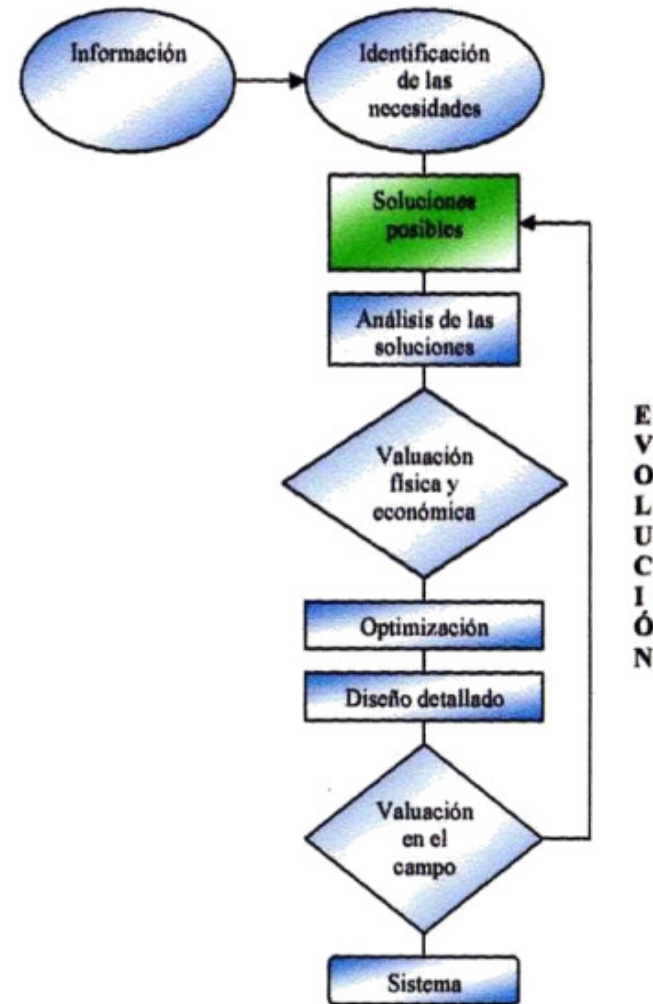 Información
Identificación
de las
necesidades
Soluciones
posibles
Análisis de las
soluciones
Valuación
física y
económica
Optimización
Diseño detallado
Valuación
en el
campo
Sistema
EVOLUCIÓN